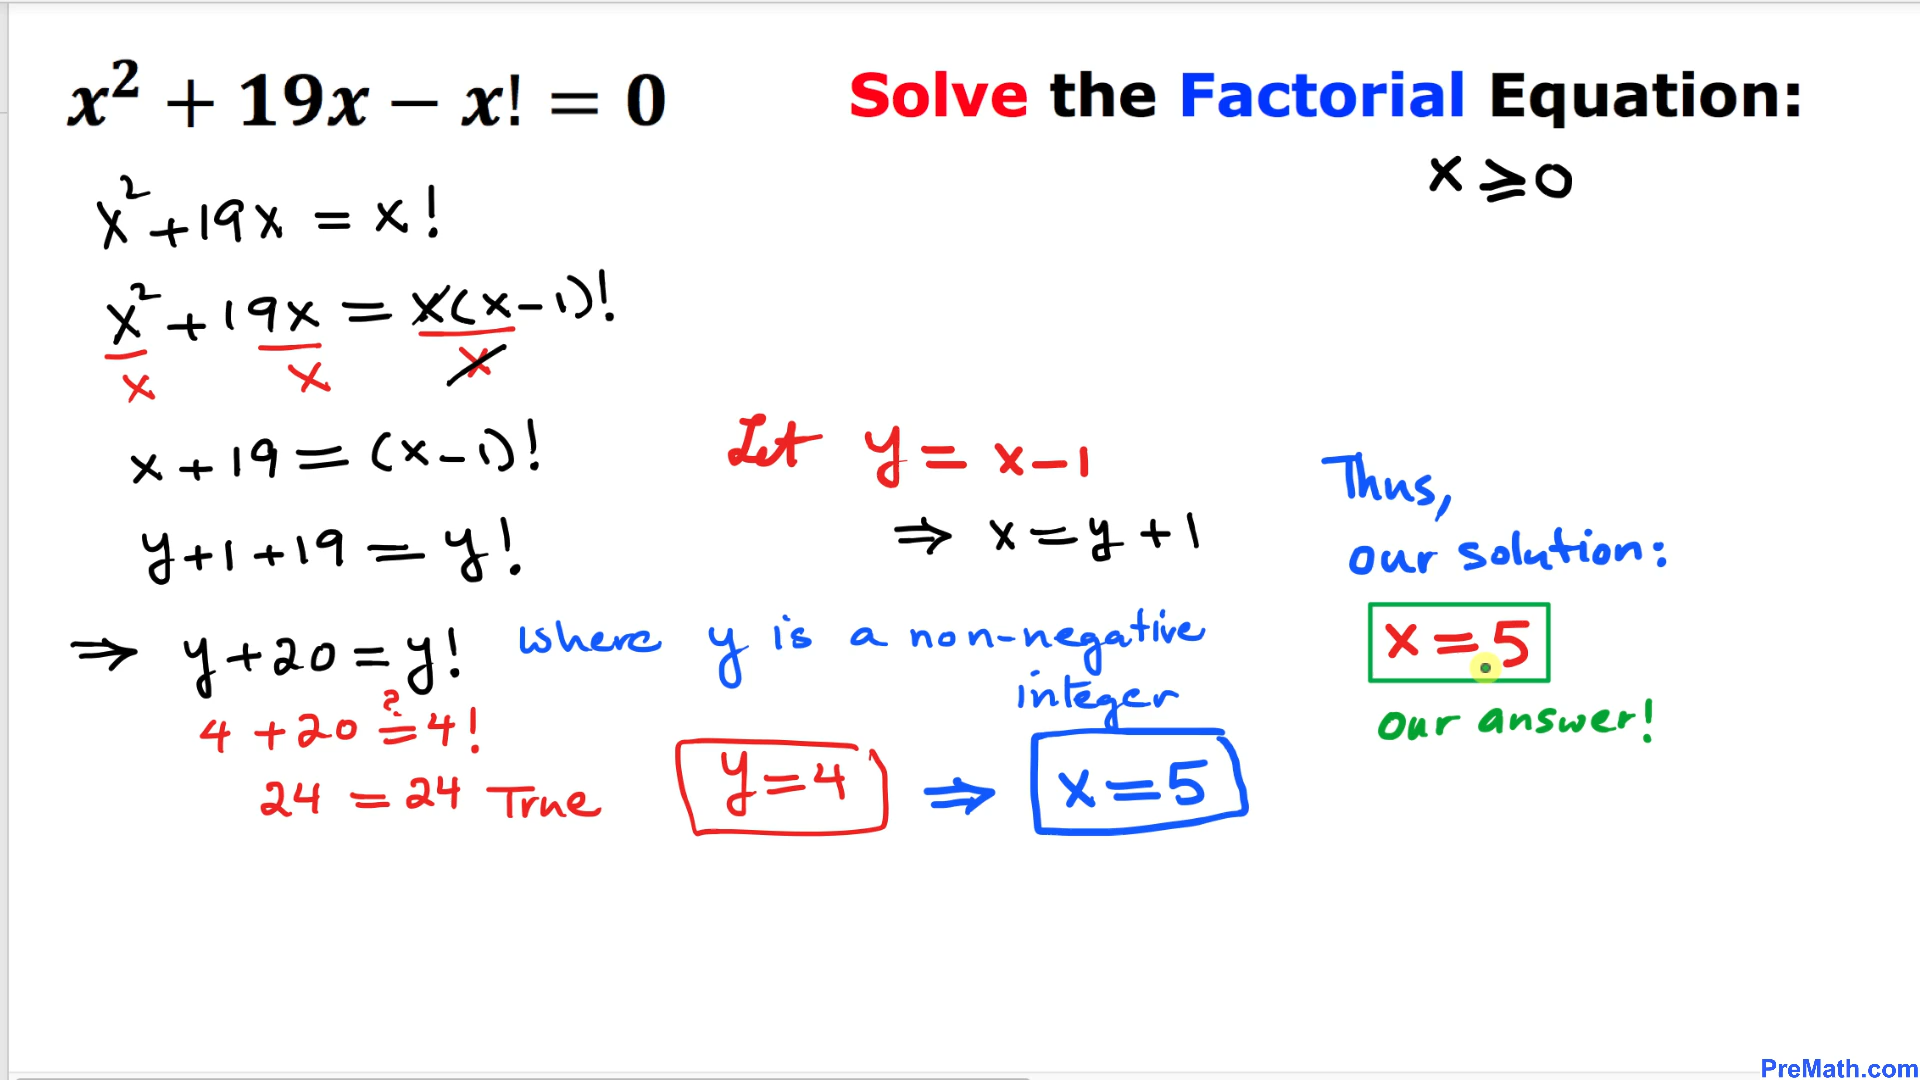 x² + 19x − x! = 0
Solve the Factorial Equation:
x ⩾ 0
x² + 19x = x!
x² + 19x = x(x-1)!
x x x
x + 19 = (x-1)!
Let y = x-1
y+1+19 = y!
⇒ x = y+1
⇒ y+20 = y! where y is a non-negative
integer
4 + 20 ≟ 4!
24 = 24 True
y=4 ⇒ x=5
Thus,
our solution:
x=5
our answer!
PreMath.com